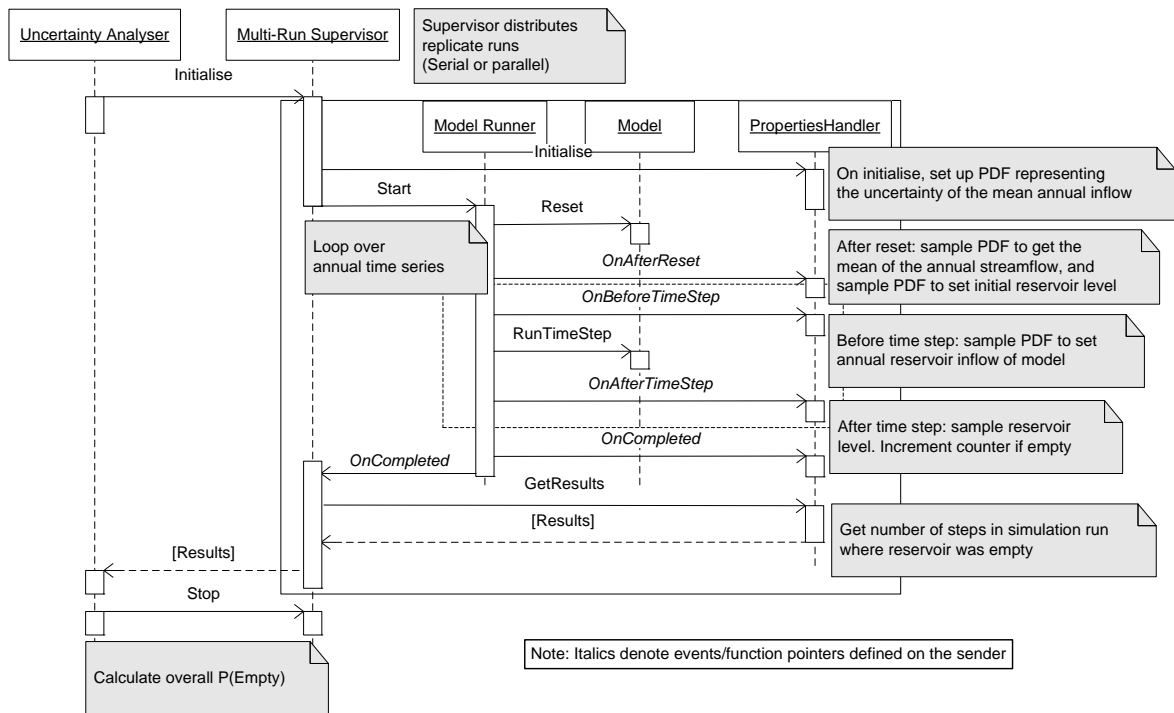 Uncertainty Analyser
Multi-Run Supervisor
Supervisor distributes
replicate runs
(Serial or parallel)
Initialise
Model Runner
Model
PropertiesHandler
Initialise
On initialise, set up PDF representing
the uncertainty of the mean annual inflow
Start
Reset
Loop over
annual time series
After reset: sample PDF to get the
mean of the annual streamflow, and
sample PDF to set initial reservoir level
OnAfterReset
OnBeforeTimeStep
RunTimeStep
Before time step: sample PDF to set
annual reservoir inflow of model
OnAfterTimeStep
After time step: sample reservoir
level. Increment counter if empty
OnCompleted
OnCompleted
GetResults
[Results]
Get number of steps in simulation run
where reservoir was empty
[Results]
Stop
Note: Italics denote events/function pointers defined on the sender
Calculate overall P(Empty)